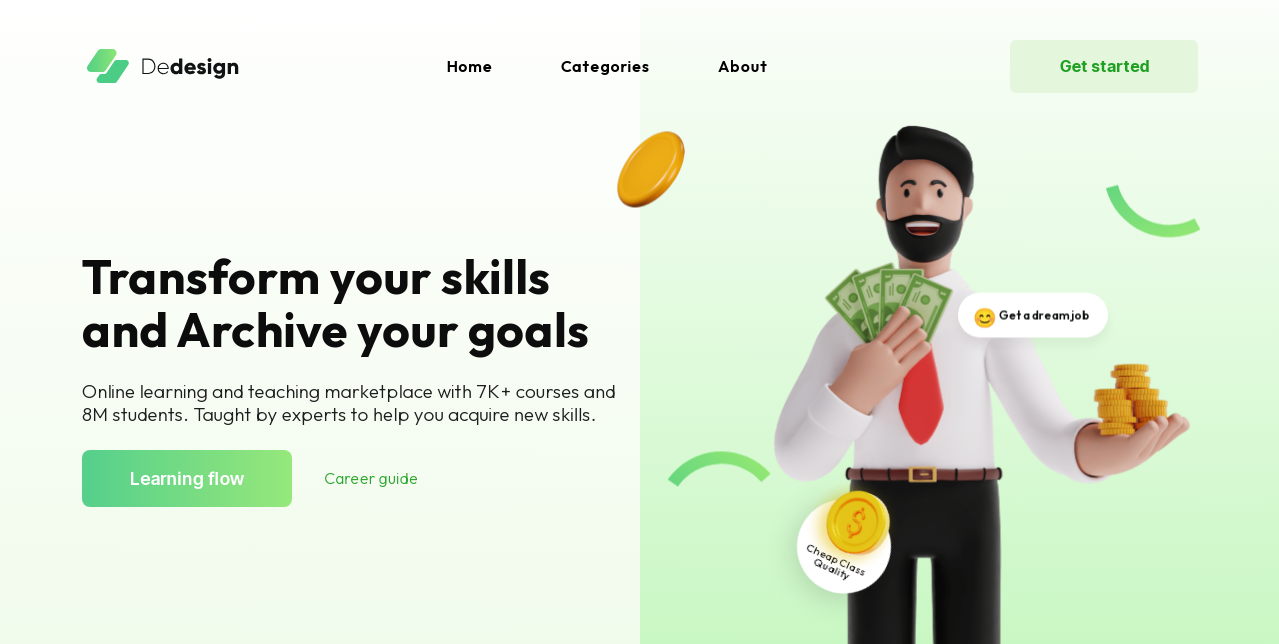 Dedesign
Home
Categories
About
Get started
Transform your skills
and Archive your goals
Online learning and teaching marketplace with 7K+ courses and
8M students. Taught by experts to help you acquire new skills.
Learning flow
Career guide
😊 Get a dream job
Cheap Class
Quality